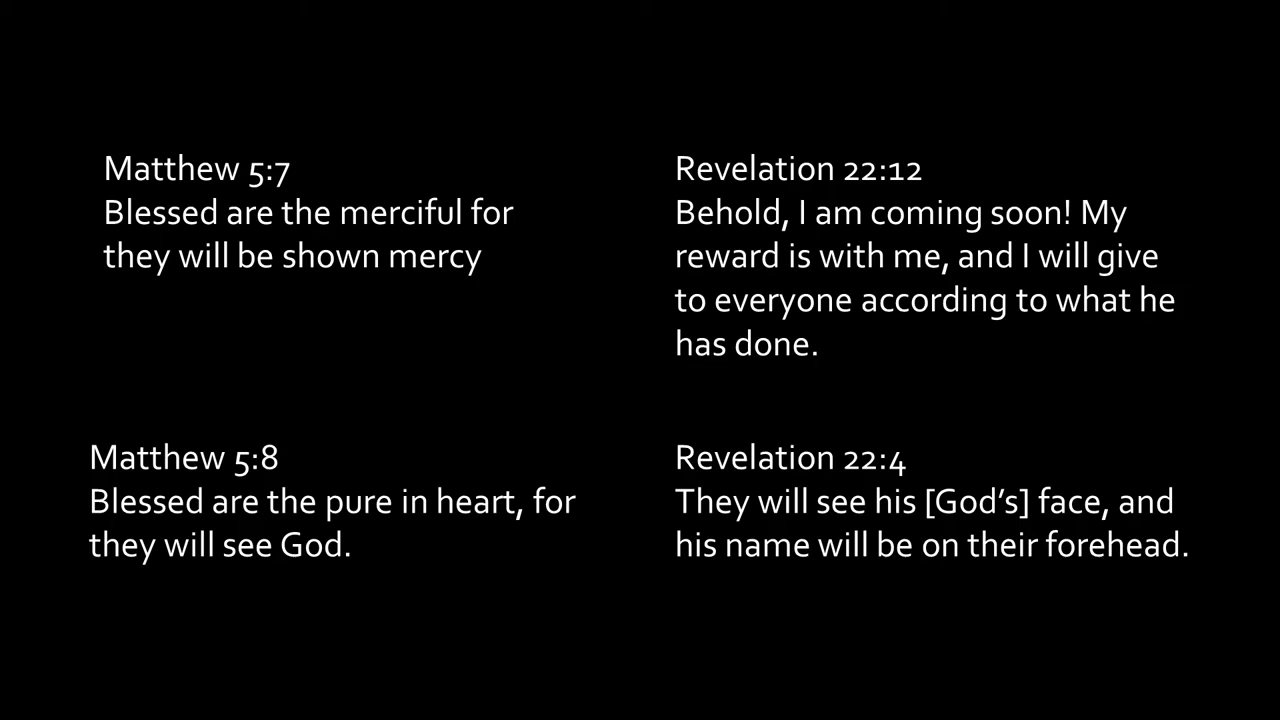 Matthew 5:7
Blessed are the merciful for
they will be shown mercy
Revelation 22:12
Behold, I am coming soon! My
reward is with me, and I will give
to everyone according to what he
has done.
Matthew 5:8
Blessed are the pure in heart, for
they will see God.
Revelation 22:4
They will see his [God’s] face, and
his name will be on their forehead.